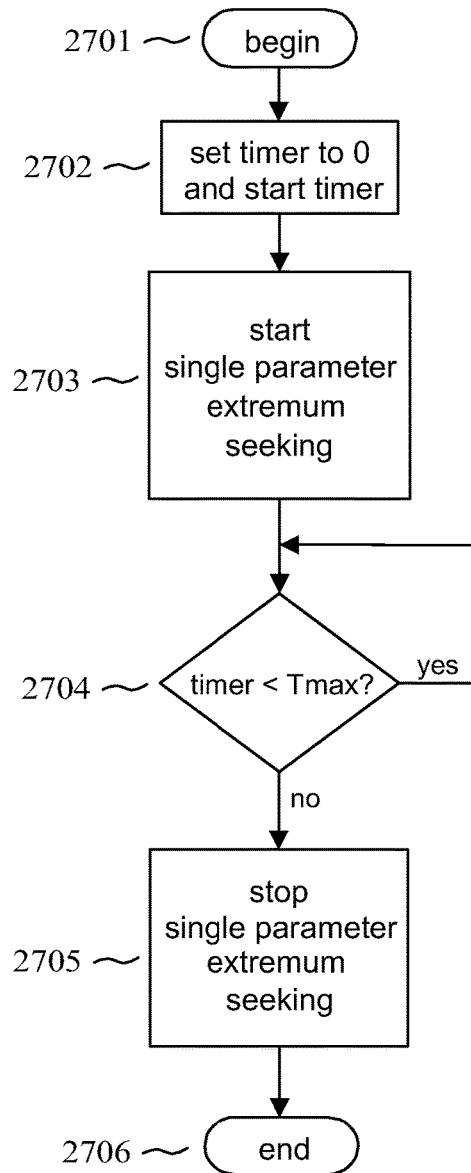 2701 begin
2702 set timer to 0
and start timer
start
2703 single parameter
extremum
seeking
2704 timer < Tmax? yes
no
stop
single parameter
2705 extremum
seeking
2706 end